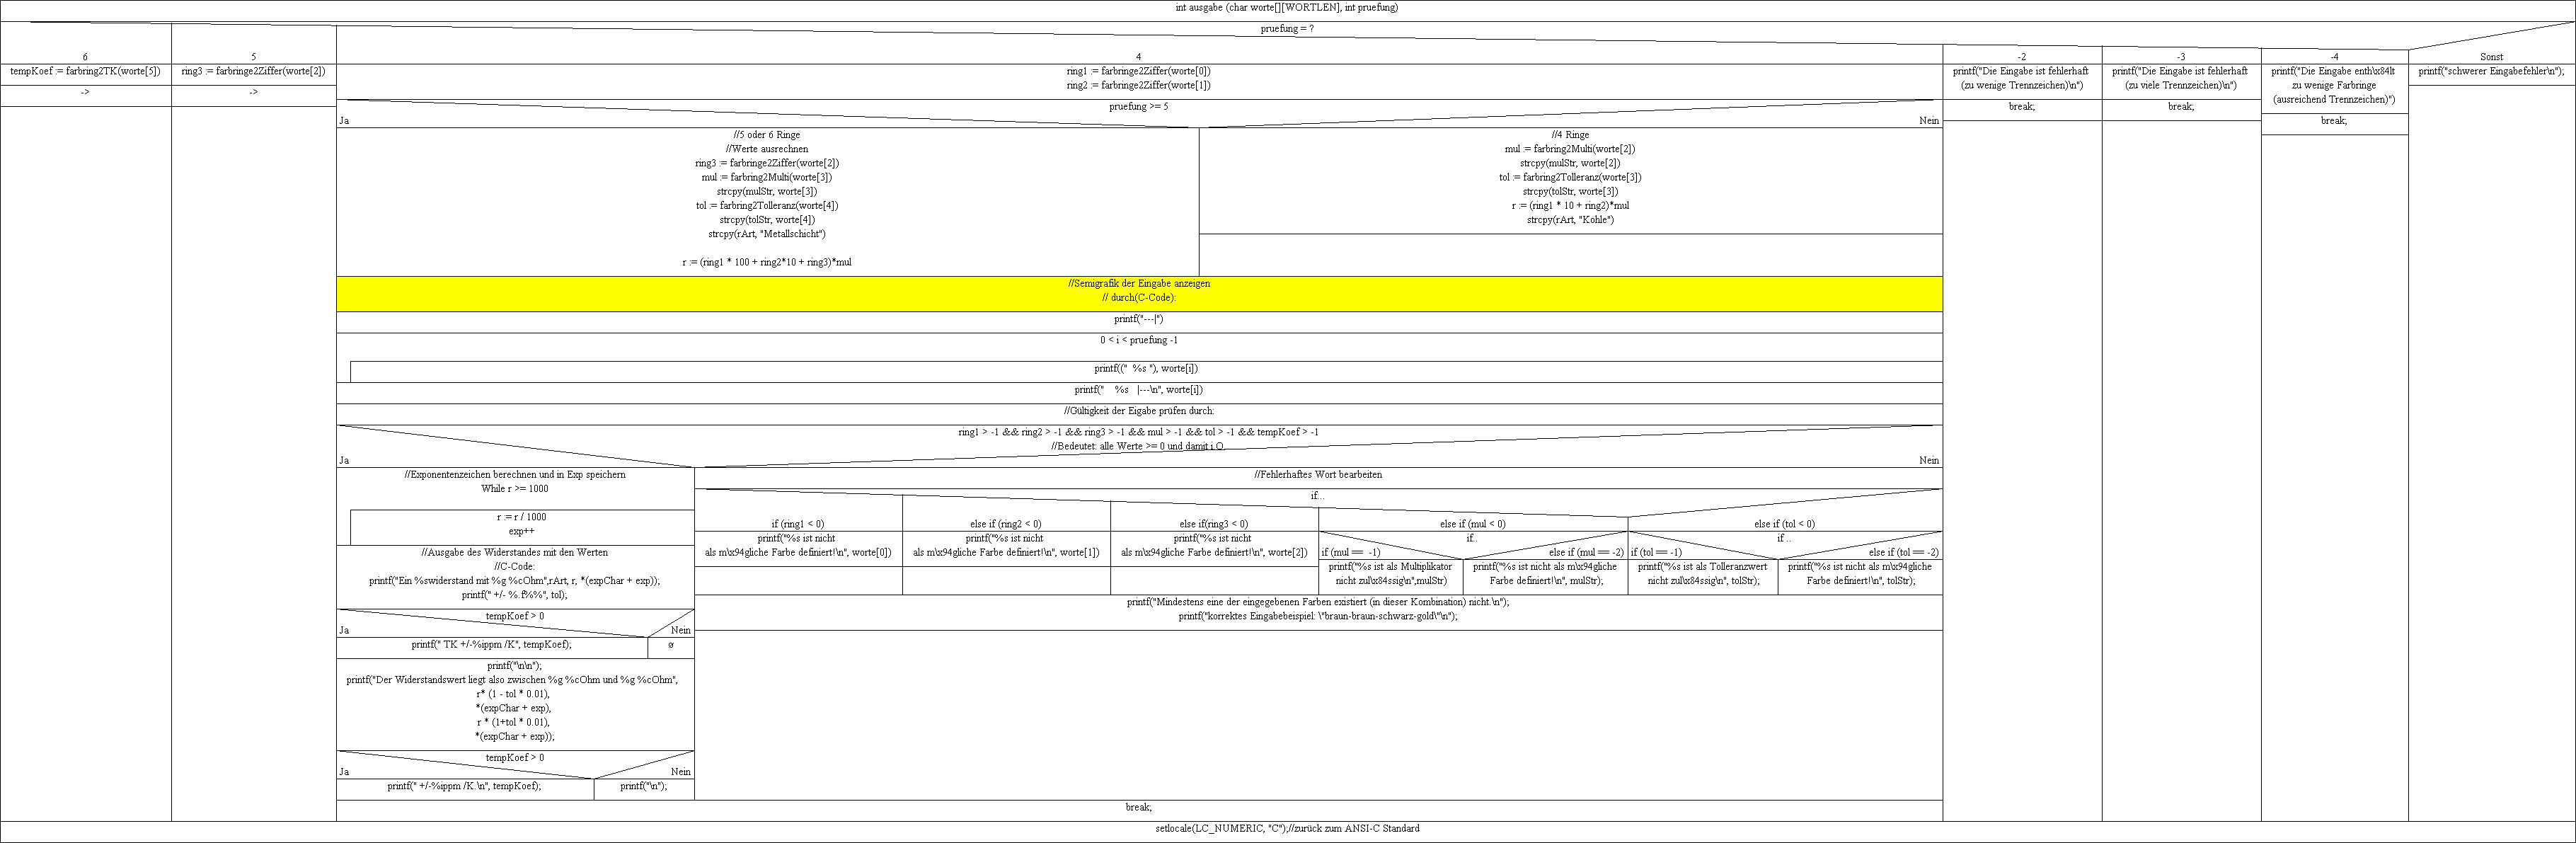 int ausgabe (char worte[][WORTLEN], int pruefung)
pruefung = ?
6
5
4
-2
-3
-4
Sonst
tempKoef := farbring2TK(worte[5])
->
ring3 := farbringe2Ziffer(worte[2])
->
ring1 := farbringe2Ziffer(worte[0])
ring2 := farbringe2Ziffer(worte[1])
pruefung >= 5
Ja
Nein
//5 oder 6 Ringe
//Werte ausrechnen
ring3 := farbringe2Ziffer(worte[2])
mul := farbring2Multi(worte[3])
strcpy(mulStr, worte[3])
tol := farbring2Tolleranz(worte[4])
strcpy(tolStr, worte[4])
strcpy(rArt, "Metallschicht")
r := (ring1 * 100 + ring2*10 + ring3)*mul
//4 Ringe
mul := farbring2Multi(worte[2])
strcpy(mulStr, worte[2])
tol := farbring2Tolleranz(worte[3])
strcpy(tolStr, worte[3])
r := (ring1 * 10 + ring2)*mul
strcpy(rArt, "Kohle")
//Semigrafik der Eingabe anzeigen
// durch(C-Code):
printf("---|")
0 < i < pruefung -1
printf(("  %s "), worte[i])
printf("    %s   |---\n", worte[i])
//Gültigkeit der Eigabe prüfen durch:
ring1 > -1 && ring2 > -1 && ring3 > -1 && mul > -1 && tol > -1 && tempKoef > -1
//Bedeutet: alle Werte >= 0 und damit i.O.
Ja
Nein
//Exponentenzeichen berechnen und in Exp speichern
While r >= 1000
r := r / 1000
exp++
//Ausgabe des Widerstandes mit den Werten
//C-Code:
printf("Ein %swiderstand mit %g %cOhm",rArt, r, *(expChar + exp));
printf(" +/- %.f%%", tol);
tempKoef > 0
Ja
Nein
printf(" TK +/-%ippm /K", tempKoef);
ø
printf("\n\n");
printf("Der Widerstandswert liegt also zwischen %g %cOhm und %g %cOhm",
r* (1 - tol * 0.01),
*(expChar + exp),
r * (1+tol * 0.01),
*(expChar + exp));
tempKoef > 0
Ja
Nein
printf(" +/-%ippm /K.\n", tempKoef);
printf("\n");
//Fehlerhaftes Wort bearbeiten
if...
if (ring1 < 0)
else if (ring2 < 0)
else if(ring3 < 0)
else if (mul < 0)
else if (tol < 0)
printf("%s ist nicht
als m\x94gliche Farbe definiert!\n", worte[0])
printf("%s ist nicht
als m\x94gliche Farbe definiert!\n", worte[1])
printf("%s ist nicht
als m\x94gliche Farbe definiert!\n", worte[2])
if..
if (mul == -1)
else if (mul == -2)
printf("%s ist als Multiplikator
nicht zul\x84ssig\n",mulStr)
printf("%s ist nicht als m\x94gliche
Farbe definiert!\n", mulStr);
if ..
if (tol == -1)
else if (tol == -2)
printf("%s ist als Tolleranzwert
nicht zul\x84ssig\n", tolStr);
printf("%s ist nicht als m\x94gliche
Farbe definiert!\n", tolStr);
printf("Mindestens eine der eingegebenen Farben existiert (in dieser Kombination) nicht.\n");
printf("korrektes Eingabebeispiel: \"braun-braun-schwarz-gold\"\n");
break;
printf("Die Eingabe ist fehlerhaft
(zu wenige Trennzeichen)\n")
break;
printf("Die Eingabe ist fehlerhaft
(zu viele Trennzeichen)\n")
break;
printf("Die Eingabe enth\x84lt
zu wenige Farbringe
(ausreichend Trennzeichen)")
break;
printf("schwerer Eingabefehler\n");
setlocale(LC_NUMERIC, "C");//zurück zum ANSI-C Standard